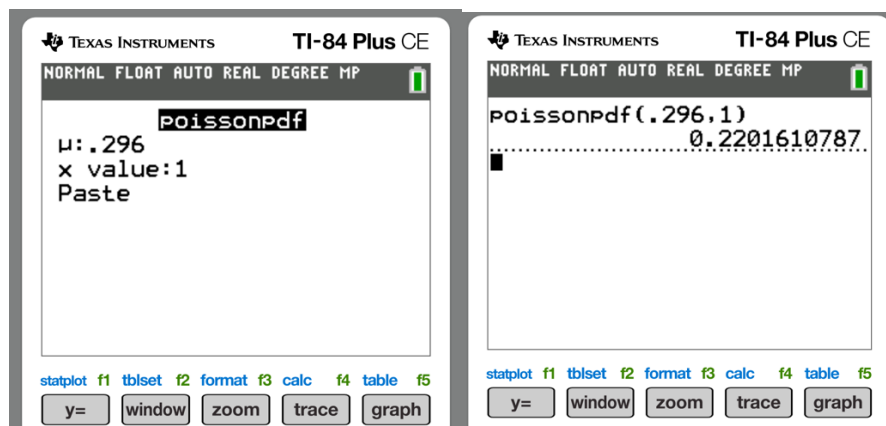 TEXAS INSTRUMENTS TI-84 Plus CE
NORMAL FLOAT AUTO REAL DEGREE MP
poissonpdf
μ:.296
x value:1
Paste
statplot f1 tblset f2 format f3 calc f4 table f5
y= window zoom trace graph
TEXAS INSTRUMENTS TI-84 Plus CE
NORMAL FLOAT AUTO REAL DEGREE MP
poissonpdf(.296,1)
0.2201610787
statplot f1 tblset f2 format f3 calc f4 table f5
y= window zoom trace graph